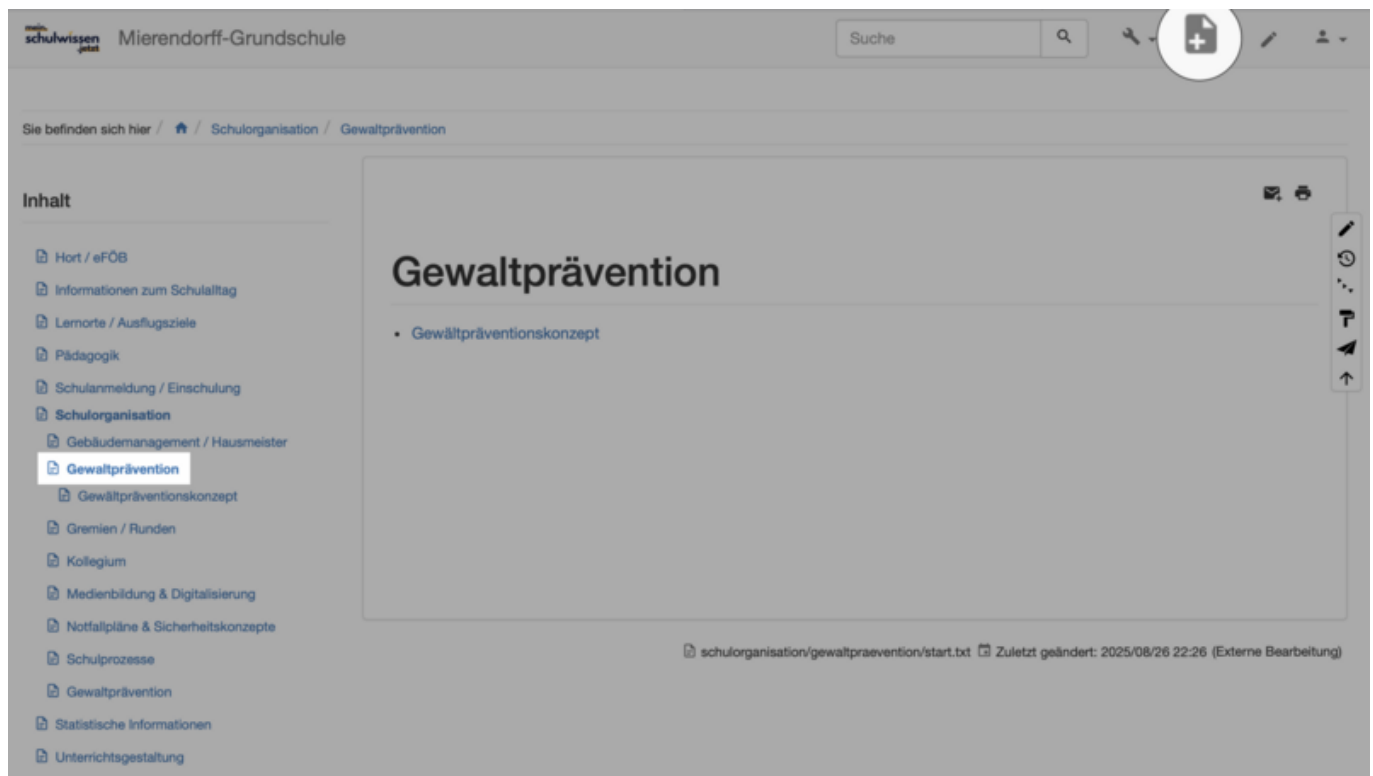 mein.
schulwissen
.jetzt
Mierendorff-Grundschule
Suche
Sie befinden sich hier / / Schulorganisation / Gewaltprävention
Inhalt
Hort / eFÖB
Informationen zum Schulalltag
Lernorte / Ausflugsziele
Pädagogik
Schulanmeldung / Einschulung
Schulorganisation
Gebäudemanagement / Hausmeister
Gewaltprävention
Gewältpräventionskonzept
Gremien / Runden
Kollegium
Medienbildung & Digitalisierung
Notfallpläne & Sicherheitskonzepte
Schulprozesse
Gewaltprävention
Statistische Informationen
Unterrichtsgestaltung
Gewaltprävention
• Gewältpräventionskonzept
schulorganisation/gewaltpraevention/start.txt Zuletzt geändert: 2025/08/26 22:26 (Externe Bearbeitung)